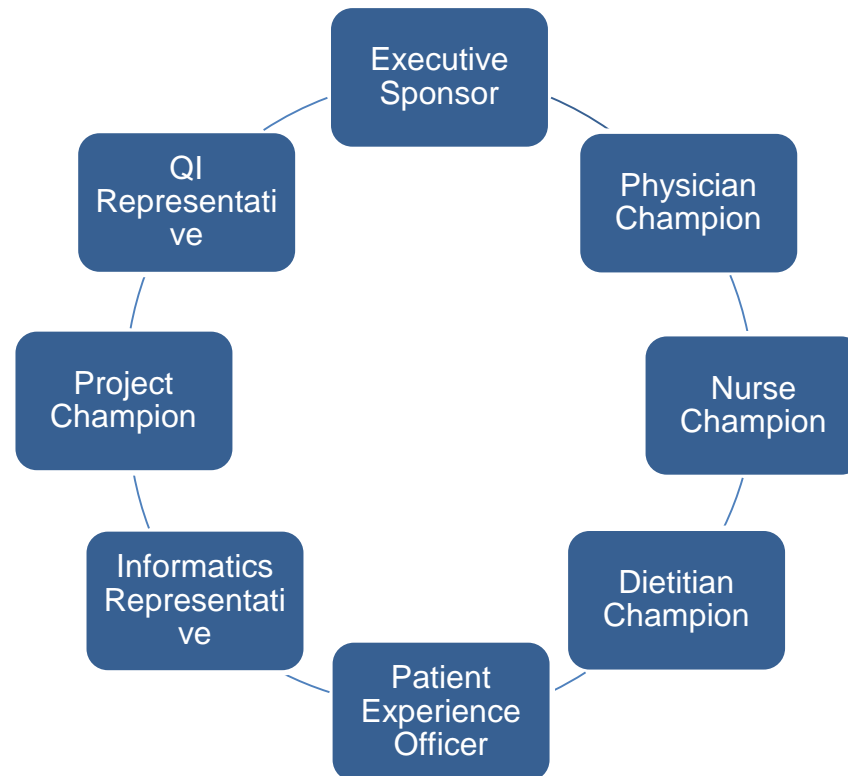 Executive
Sponsor
Physician
Champion
Nurse
Champion
Dietitian
Champion
Patient
Experience
Officer
Informatics
Representati
ve
Project
Champion
QI
Representati
ve